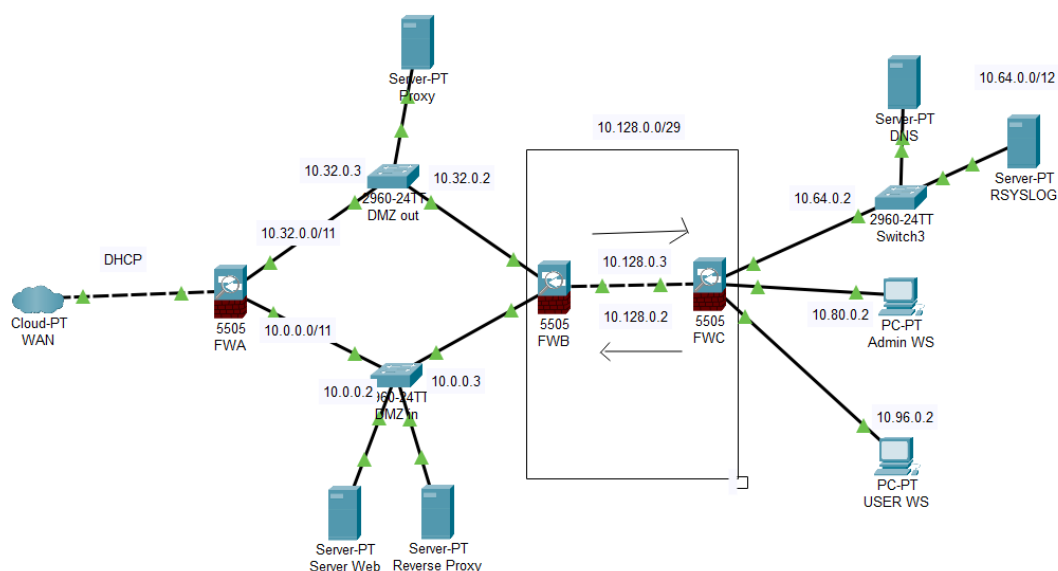 Server-PT
Proxy
10.64.0.0/12
Server-PT
DNS
10.128.0.0/29
Server-PT
RSYSLOG
10.32.0.3
10.32.0.2
2960-24TT
DMZ out
10.64.0.2
2960-24TT
Switch3
10.32.0.0/11
DHCP
10.128.0.3
Cloud-PT
WAN
5505
FWA
5505
FWB
10.128.0.2
5505
FWC
10.80.0.2
PC-PT
Admin WS
10.0.0.0/11
10.0.0.2
10.0.0.3
DMZ in
10.96.0.2
PC-PT
USER WS
Server-PT
Server Web
Server-PT
Reverse Proxy